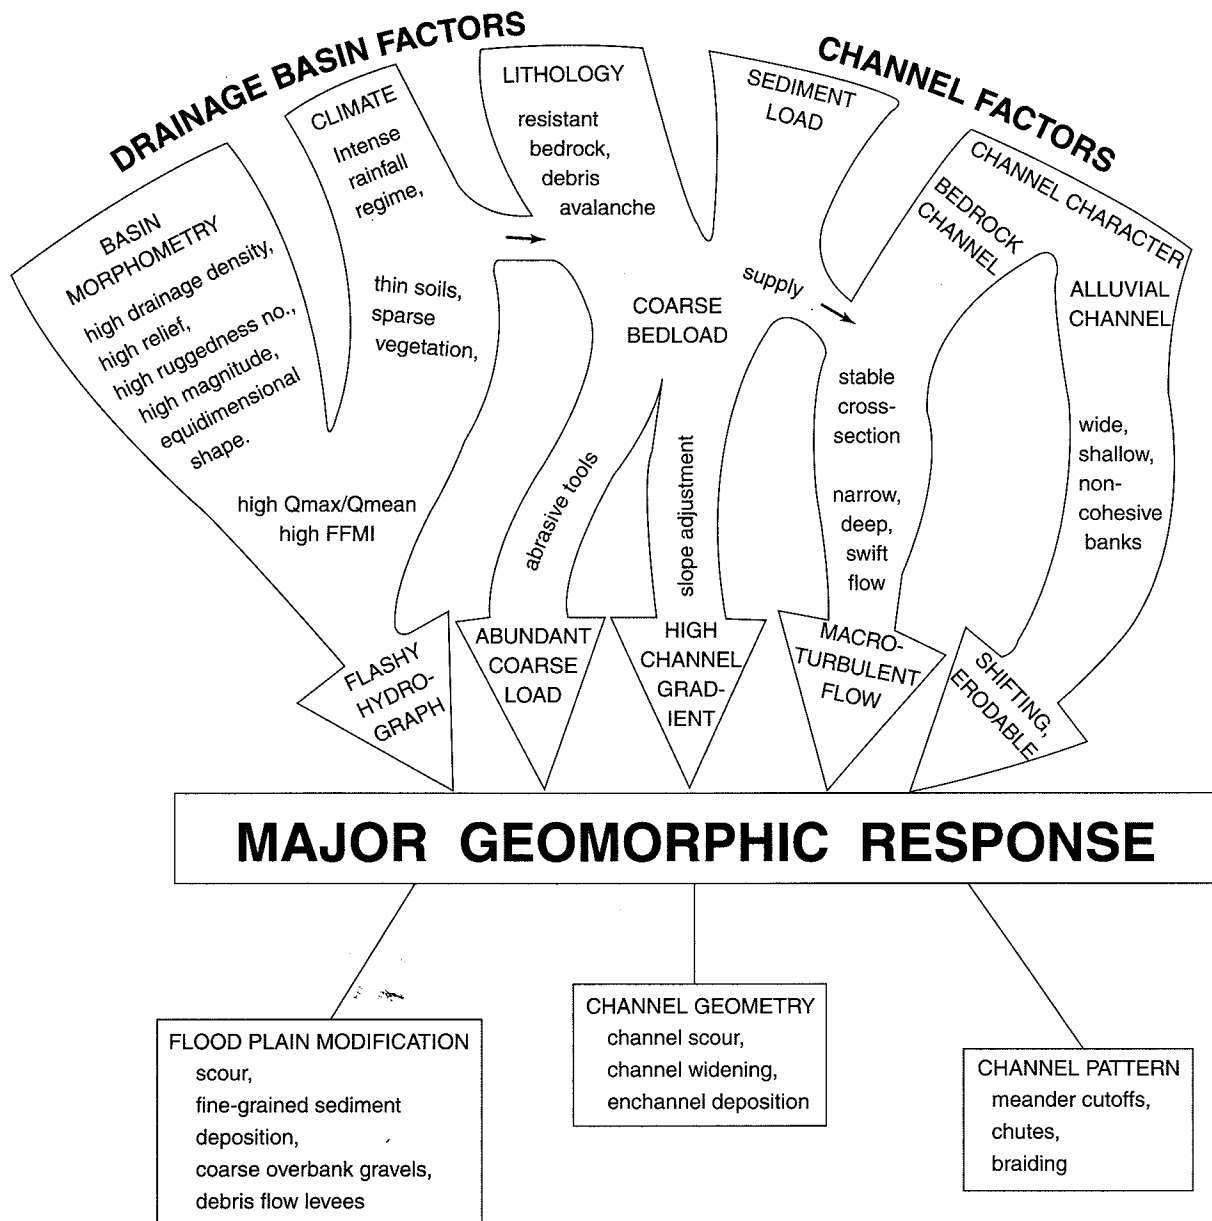 DRAINAGE BASIN FACTORS
CHANNEL FACTORS
BASIN
MORPHOMETRY
high drainage density,
high relief,
high ruggedness no.,
high magnitude,
equidimensional
shape.
CLIMATE
Intense
rainfall
regime,
thin soils,
sparse
vegetation,
high Qmax/Qmean
high FFMI
LITHOLOGY
resistant
bedrock,
debris
avalanche
SEDIMENT
LOAD
COARSE
BEDLOAD
supply
CHANNEL CHARACTER
BEDROCK
CHANNEL
ALLUVIAL
CHANNEL
stable
cross-
section
narrow,
deep,
swift
flow
wide,
shallow,
non-
cohesive
banks
abrasive tools
slope adjustment
FLASHY
HYDRO-
GRAPH
ABUNDANT
COARSE
LOAD
HIGH
CHANNEL
GRAD-
IENT
MACRO-
TURBULENT
FLOW
SHIFTING,
ERODABLE
MAJOR GEOMORPHIC RESPONSE
FLOOD PLAIN MODIFICATION
scour,
fine-grained sediment
deposition,
coarse overbank gravels,
debris flow levees
CHANNEL GEOMETRY
channel scour,
channel widening,
enchannel deposition
CHANNEL PATTERN
meander cutoffs,
chutes,
braiding